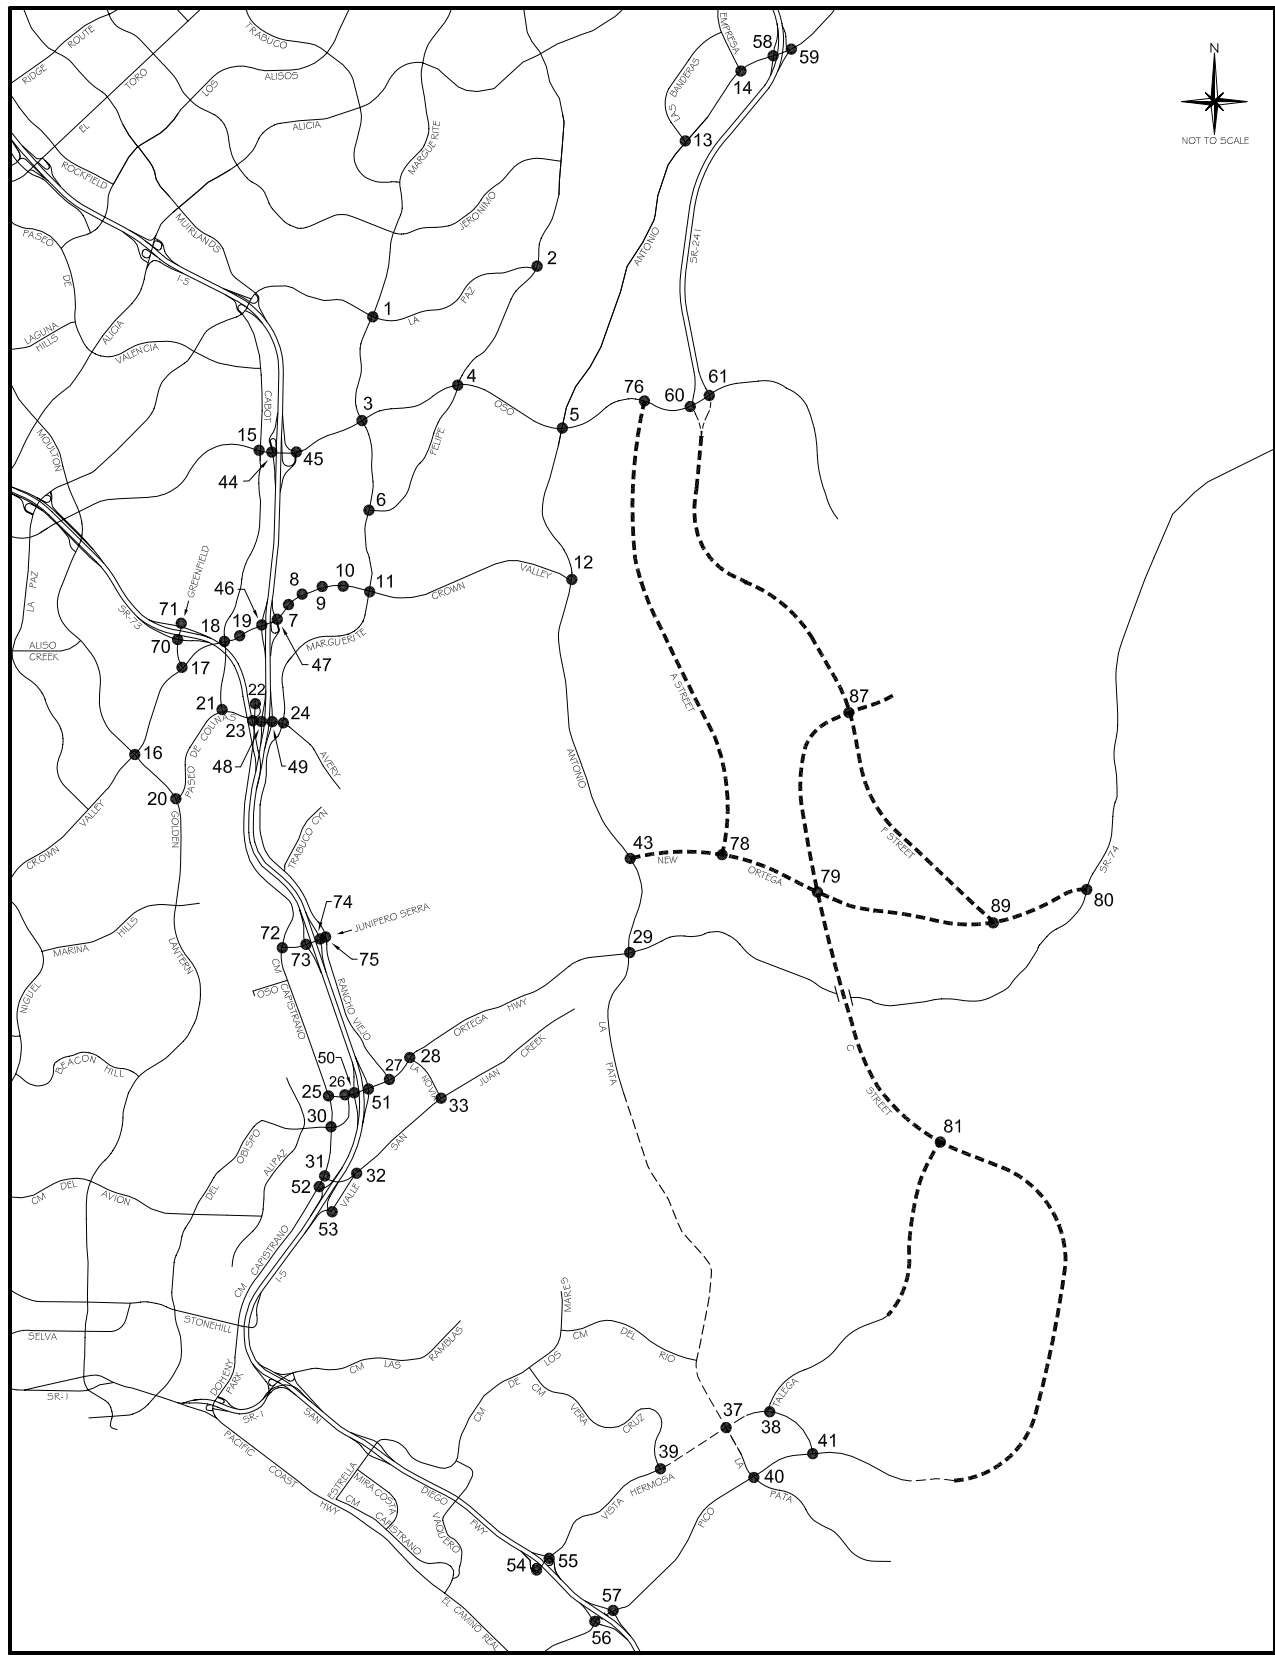 TRABUCO
EMPRESA
58
59
N
RIDGE ROUTE
TORO
EL
LOS
ALISOS
LAS BANDERAS
14
ALICIA
MARGUERITE
13
NOT TO SCALE
ROCKFIELD
MUIRLANDS
JERONIMO
ANTONIO
SR-241
PASEO
DE
I-5
2
LA PAZ
1
LAGUNA
HILLS
ALICIA
VALENCIA
4
61
76
60
CABOT
OSO
3
5
MOULTON
15
45
44
FELIPE
6
12
GREENFIELD
LA PAZ
SR-73
VALLEY
CROWN
46
8
10
11
9
71
18
19
7
ALISO
CREEK
70
17
MARGUERITE
47
A STREET
87
21
22
23
24
PASEO DE COLINAS
16
48
49
AVERY
ANTONIO
20
GOLDEN
CROWN VALLEY
TRABUCO CYN
43
NEW
78
ORTEGA
F STREET
79
SR-74
80
89
74
JUNIPERO SERRA
72
73
75
29
MARINA HILLS
LANTERN
CM CAPISTRANO
OSO
RANCHO VIEJO
NIGUEL
ORTEGA HWY
LA PATA
C STREET
BEACON HILL
50
27
28
LA NOVIA
SAN JUAN CREEK
25
26
51
33
30
81
DEL OBISPO
ALIPAZ
31
32
52
VALLE
53
CM DEL AVION
CM CAPISTRANO
I-5
STONEHILL
SELVA
MARES
CM DEL RIO
CM LAS RAMBLAS
DOHENY
PARK
SR-1
SR-1
CM DE LOS
CM VERA CRUZ
TALEGA
37
38
41
39
40
LA PATA
PACIFIC COAST HWY
SAN DIEGO FWY
ESTRELLA
MIRA COSTA
CM CAPISTRANO
VAQUERO
VISTA HERMOSA
PICO
54
55
57
56
EL CAMINO REAL